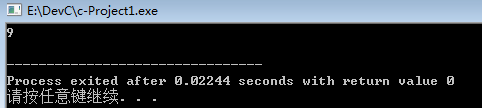 E:\DevC\c-Project1.exe
9
--------------------------------
Process exited after 0.02244 seconds with return value 0
请按任意键继续. . .